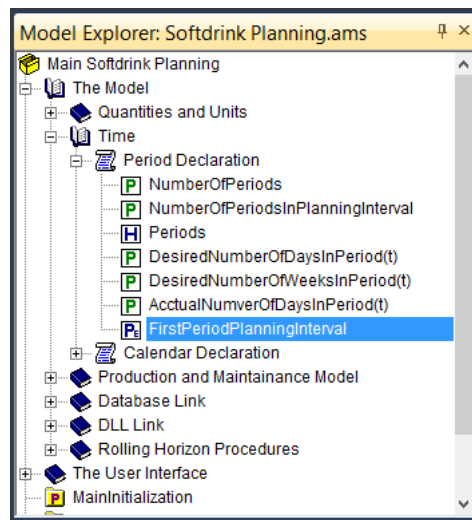 Model Explorer: Softdrink Planning.ams
Main Softdrink Planning
The Model
Quantities and Units
Time
Period Declaration
P NumberOfPeriods
P NumberOfPeriodsInPlanningInterval
H Periods
P DesiredNumberOfDaysInPeriod(t)
P DesiredNumberOfWeeksInPeriod(t)
P AcctualNumverOfDaysInPeriod(t)
PE FirstPeriodPlanningInterval
Calendar Declaration
Production and Maintainance Model
Database Link
DLL Link
Rolling Horizon Procedures
The User Interface
P MainInitialization